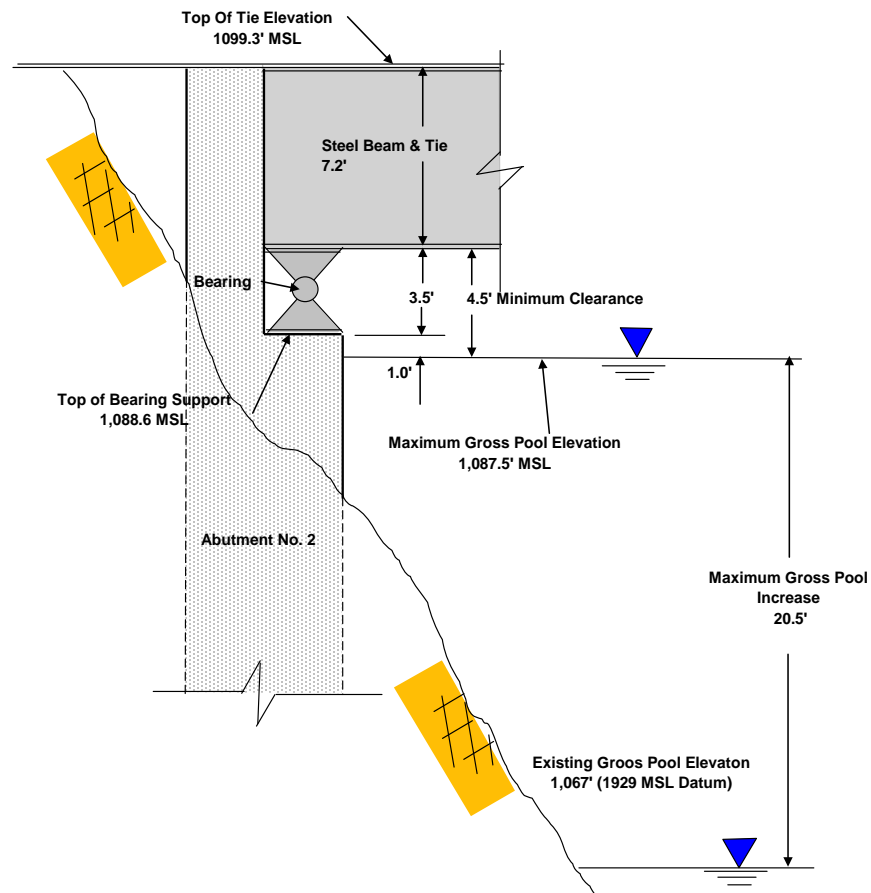 Top Of Tie Elevation
1099.3' MSL
Steel Beam & Tie
7.2'
Bearing
3.5'
4.5' Minimum Clearance
1.0'
Top of Bearing Support
1,088.6 MSL
Maximum Gross Pool Elevation
1,087.5' MSL
Abutment No. 2
Maximum Gross Pool
Increase
20.5'
Existing Groos Pool Elevaton
1,067' (1929 MSL Datum)